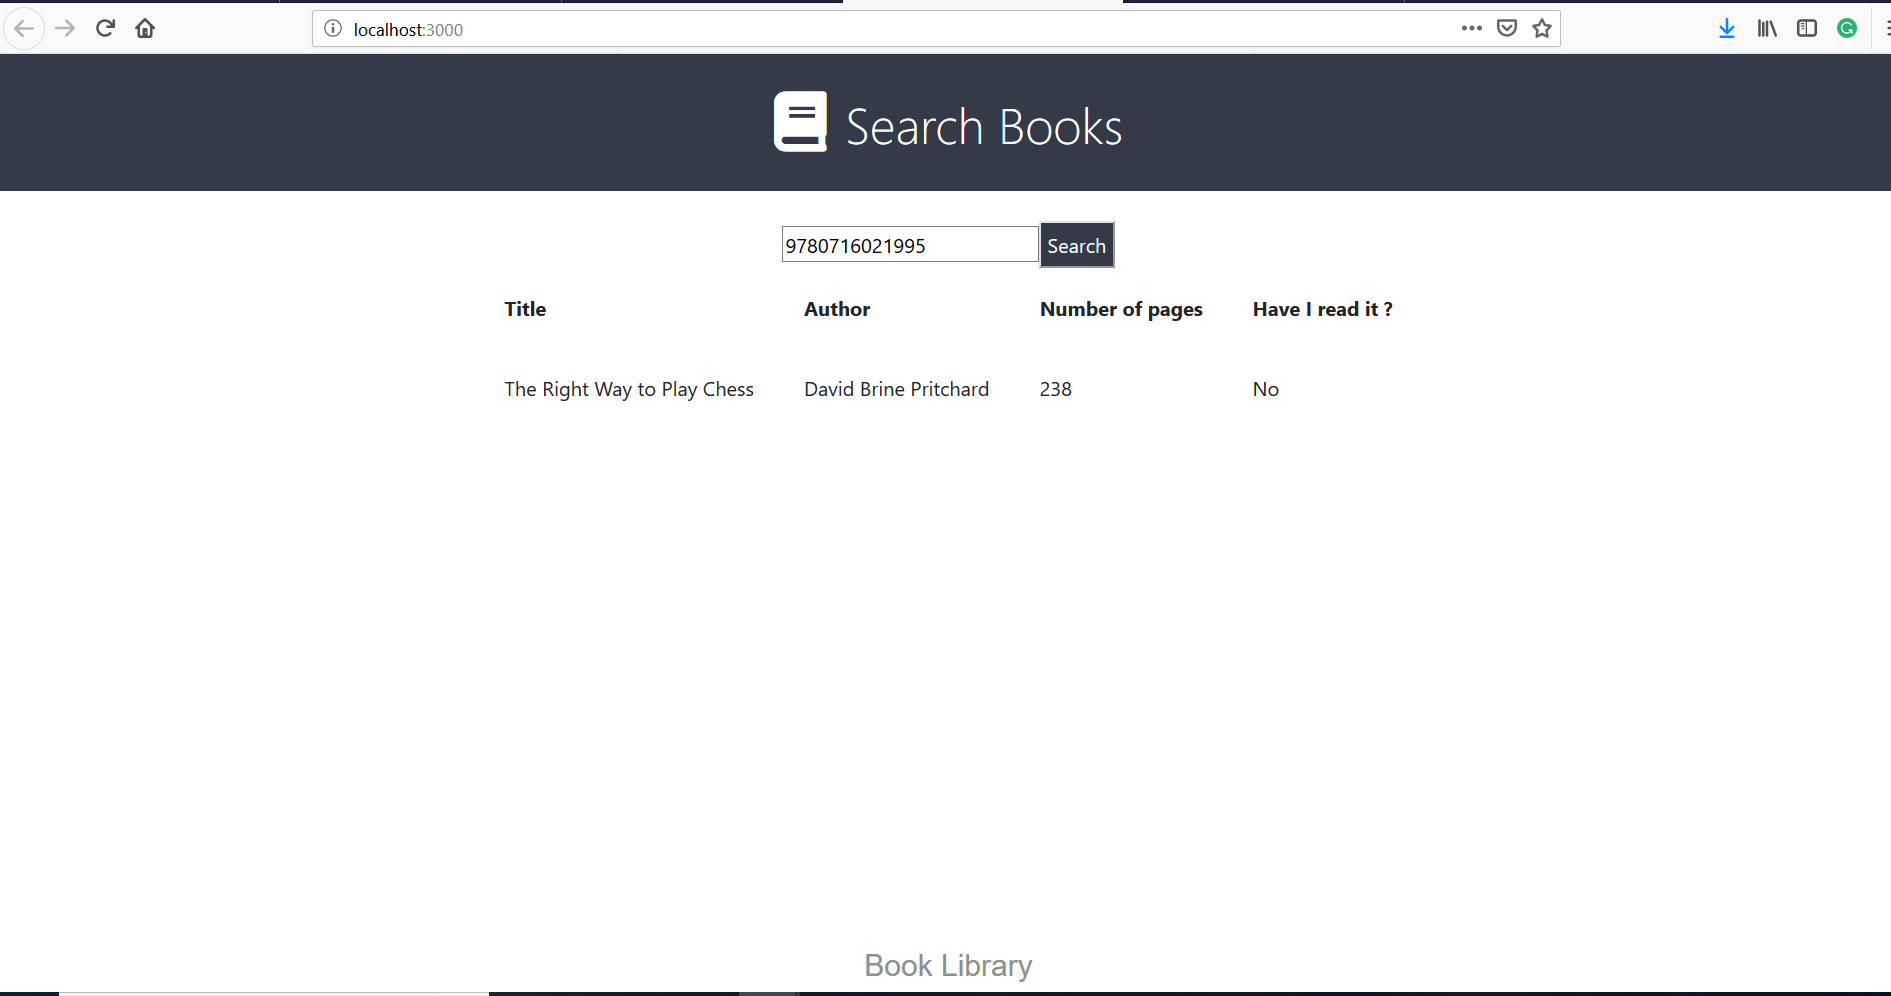 localhost:3000
Search Books
9780716021995 Search
Title Author Number of pages Have I read it ?
The Right Way to Play Chess David Brine Pritchard 238 No
Book Library